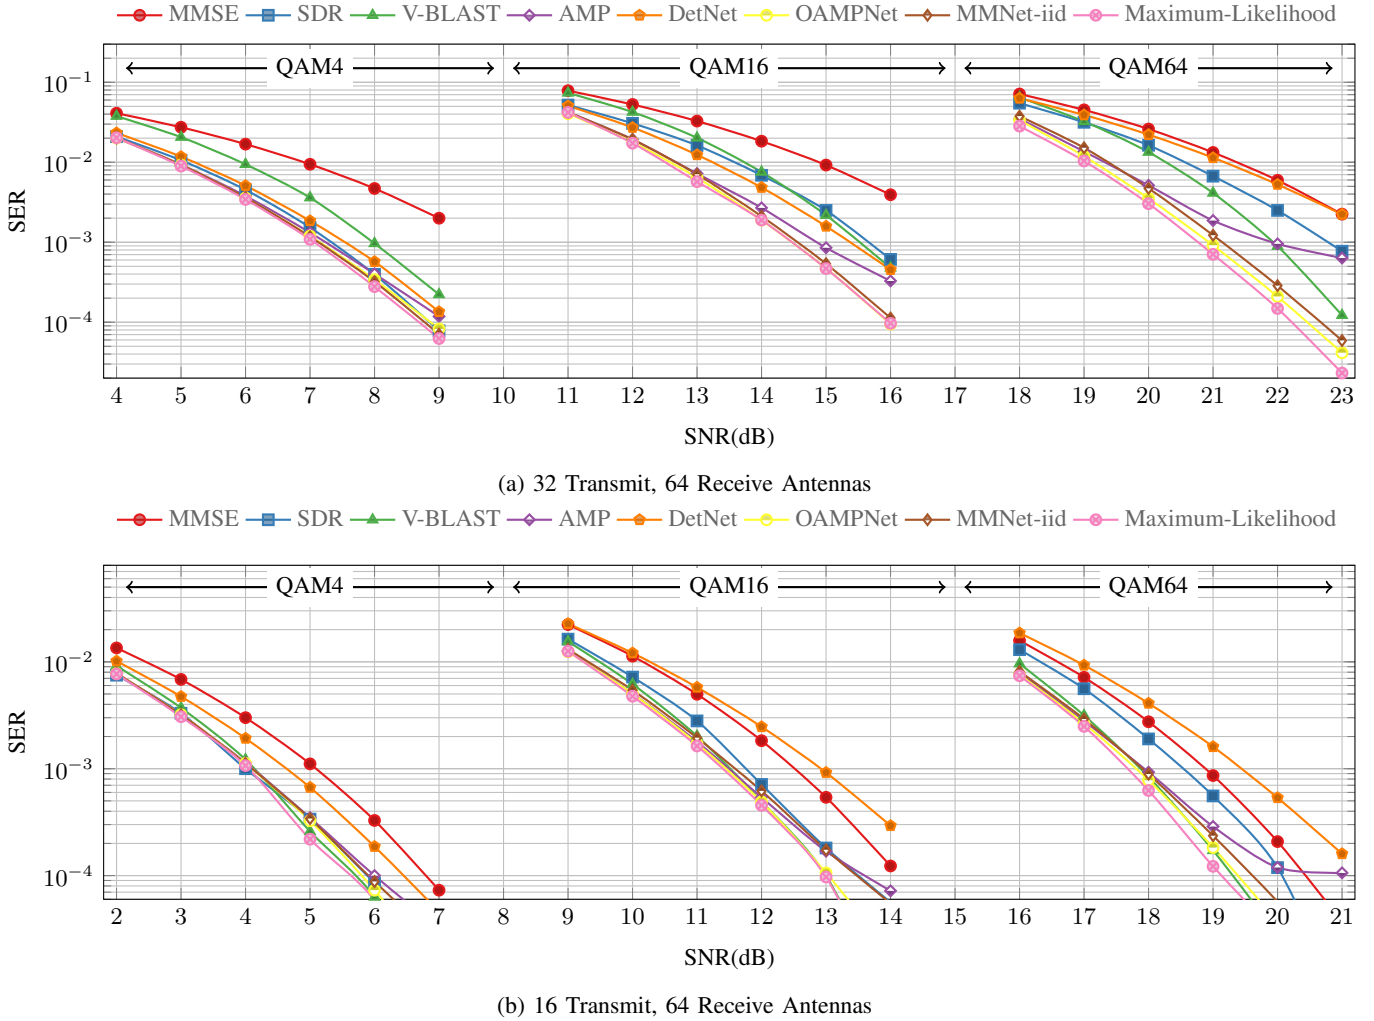 MMSE SDR V-BLAST AMP DetNet OAMPNet MMNet-iid Maximum-Likelihood
QAM4 QAM16 QAM64
10^{-1}
10^{-2}
10^{-3}
10^{-4}
SER
4 5 6 7 8 9 10 11 12 13 14 15 16 17 18 19 20 21 22 23
SNR(dB)
(a) 32 Transmit, 64 Receive Antennas
MMSE SDR V-BLAST AMP DetNet OAMPNet MMNet-iid Maximum-Likelihood
QAM4 QAM16 QAM64
10^{-2}
10^{-3}
10^{-4}
SER
2 3 4 5 6 7 8 9 10 11 12 13 14 15 16 17 18 19 20 21
SNR(dB)
(b) 16 Transmit, 64 Receive Antennas